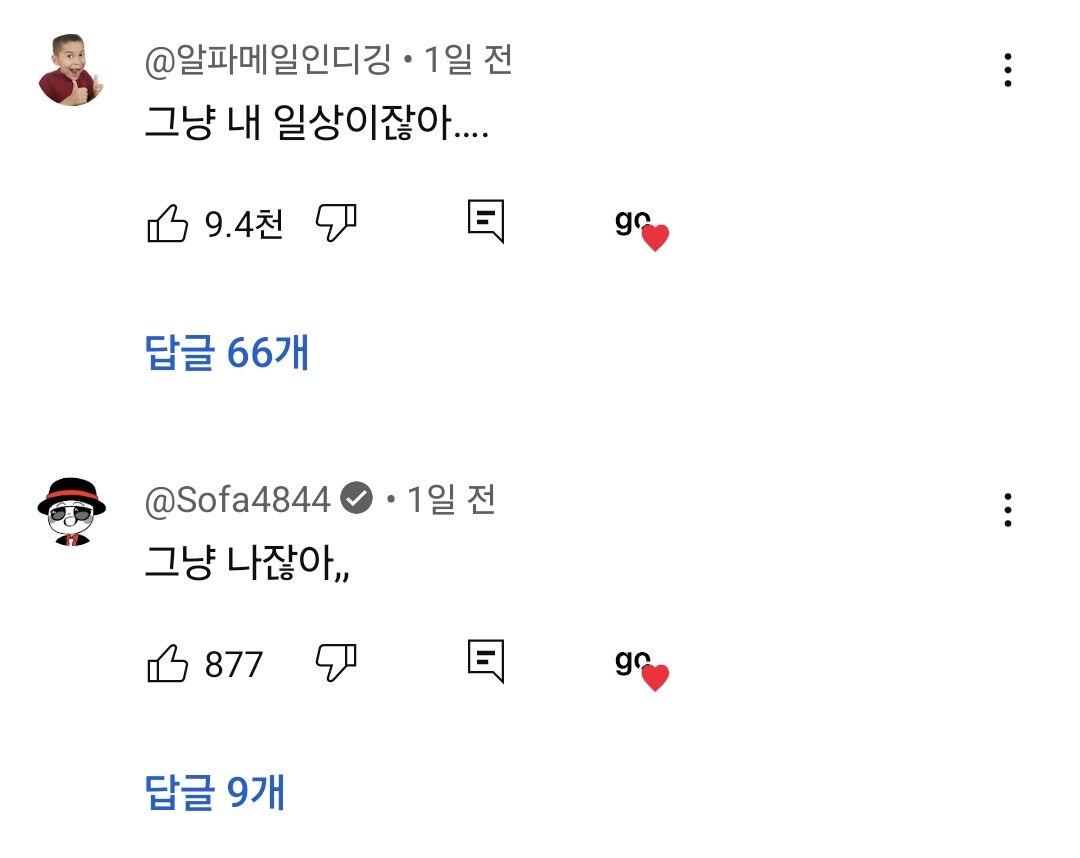 @알파메일인디깅 • 1일 전
그냥 내 일상이잖아....
9.4천
go
답글 66개
@Sofa4844 • 1일 전
그냥 나잖아,,
877
go
답글 9개